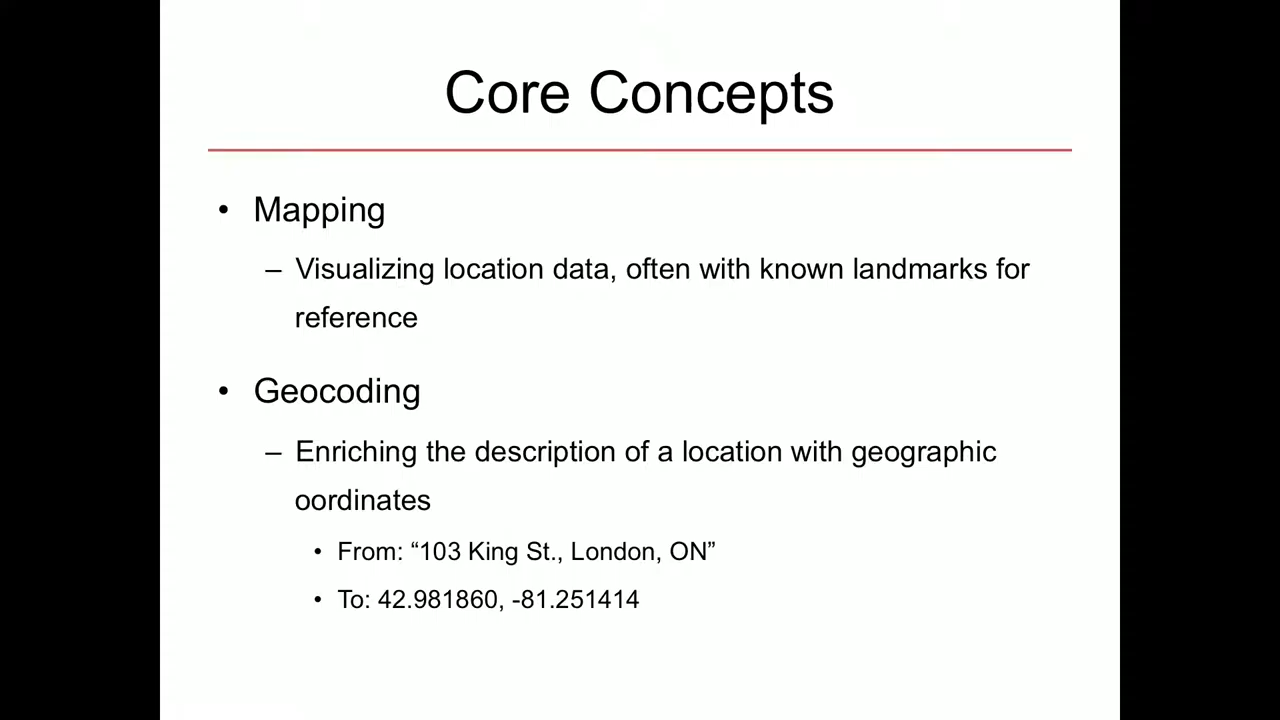 Core Concepts
• Mapping
– Visualizing location data, often with known landmarks for
reference
• Geocoding
– Enriching the description of a location with geographic
oordinates
• From: “103 King St., London, ON”
• To: 42.981860, -81.251414